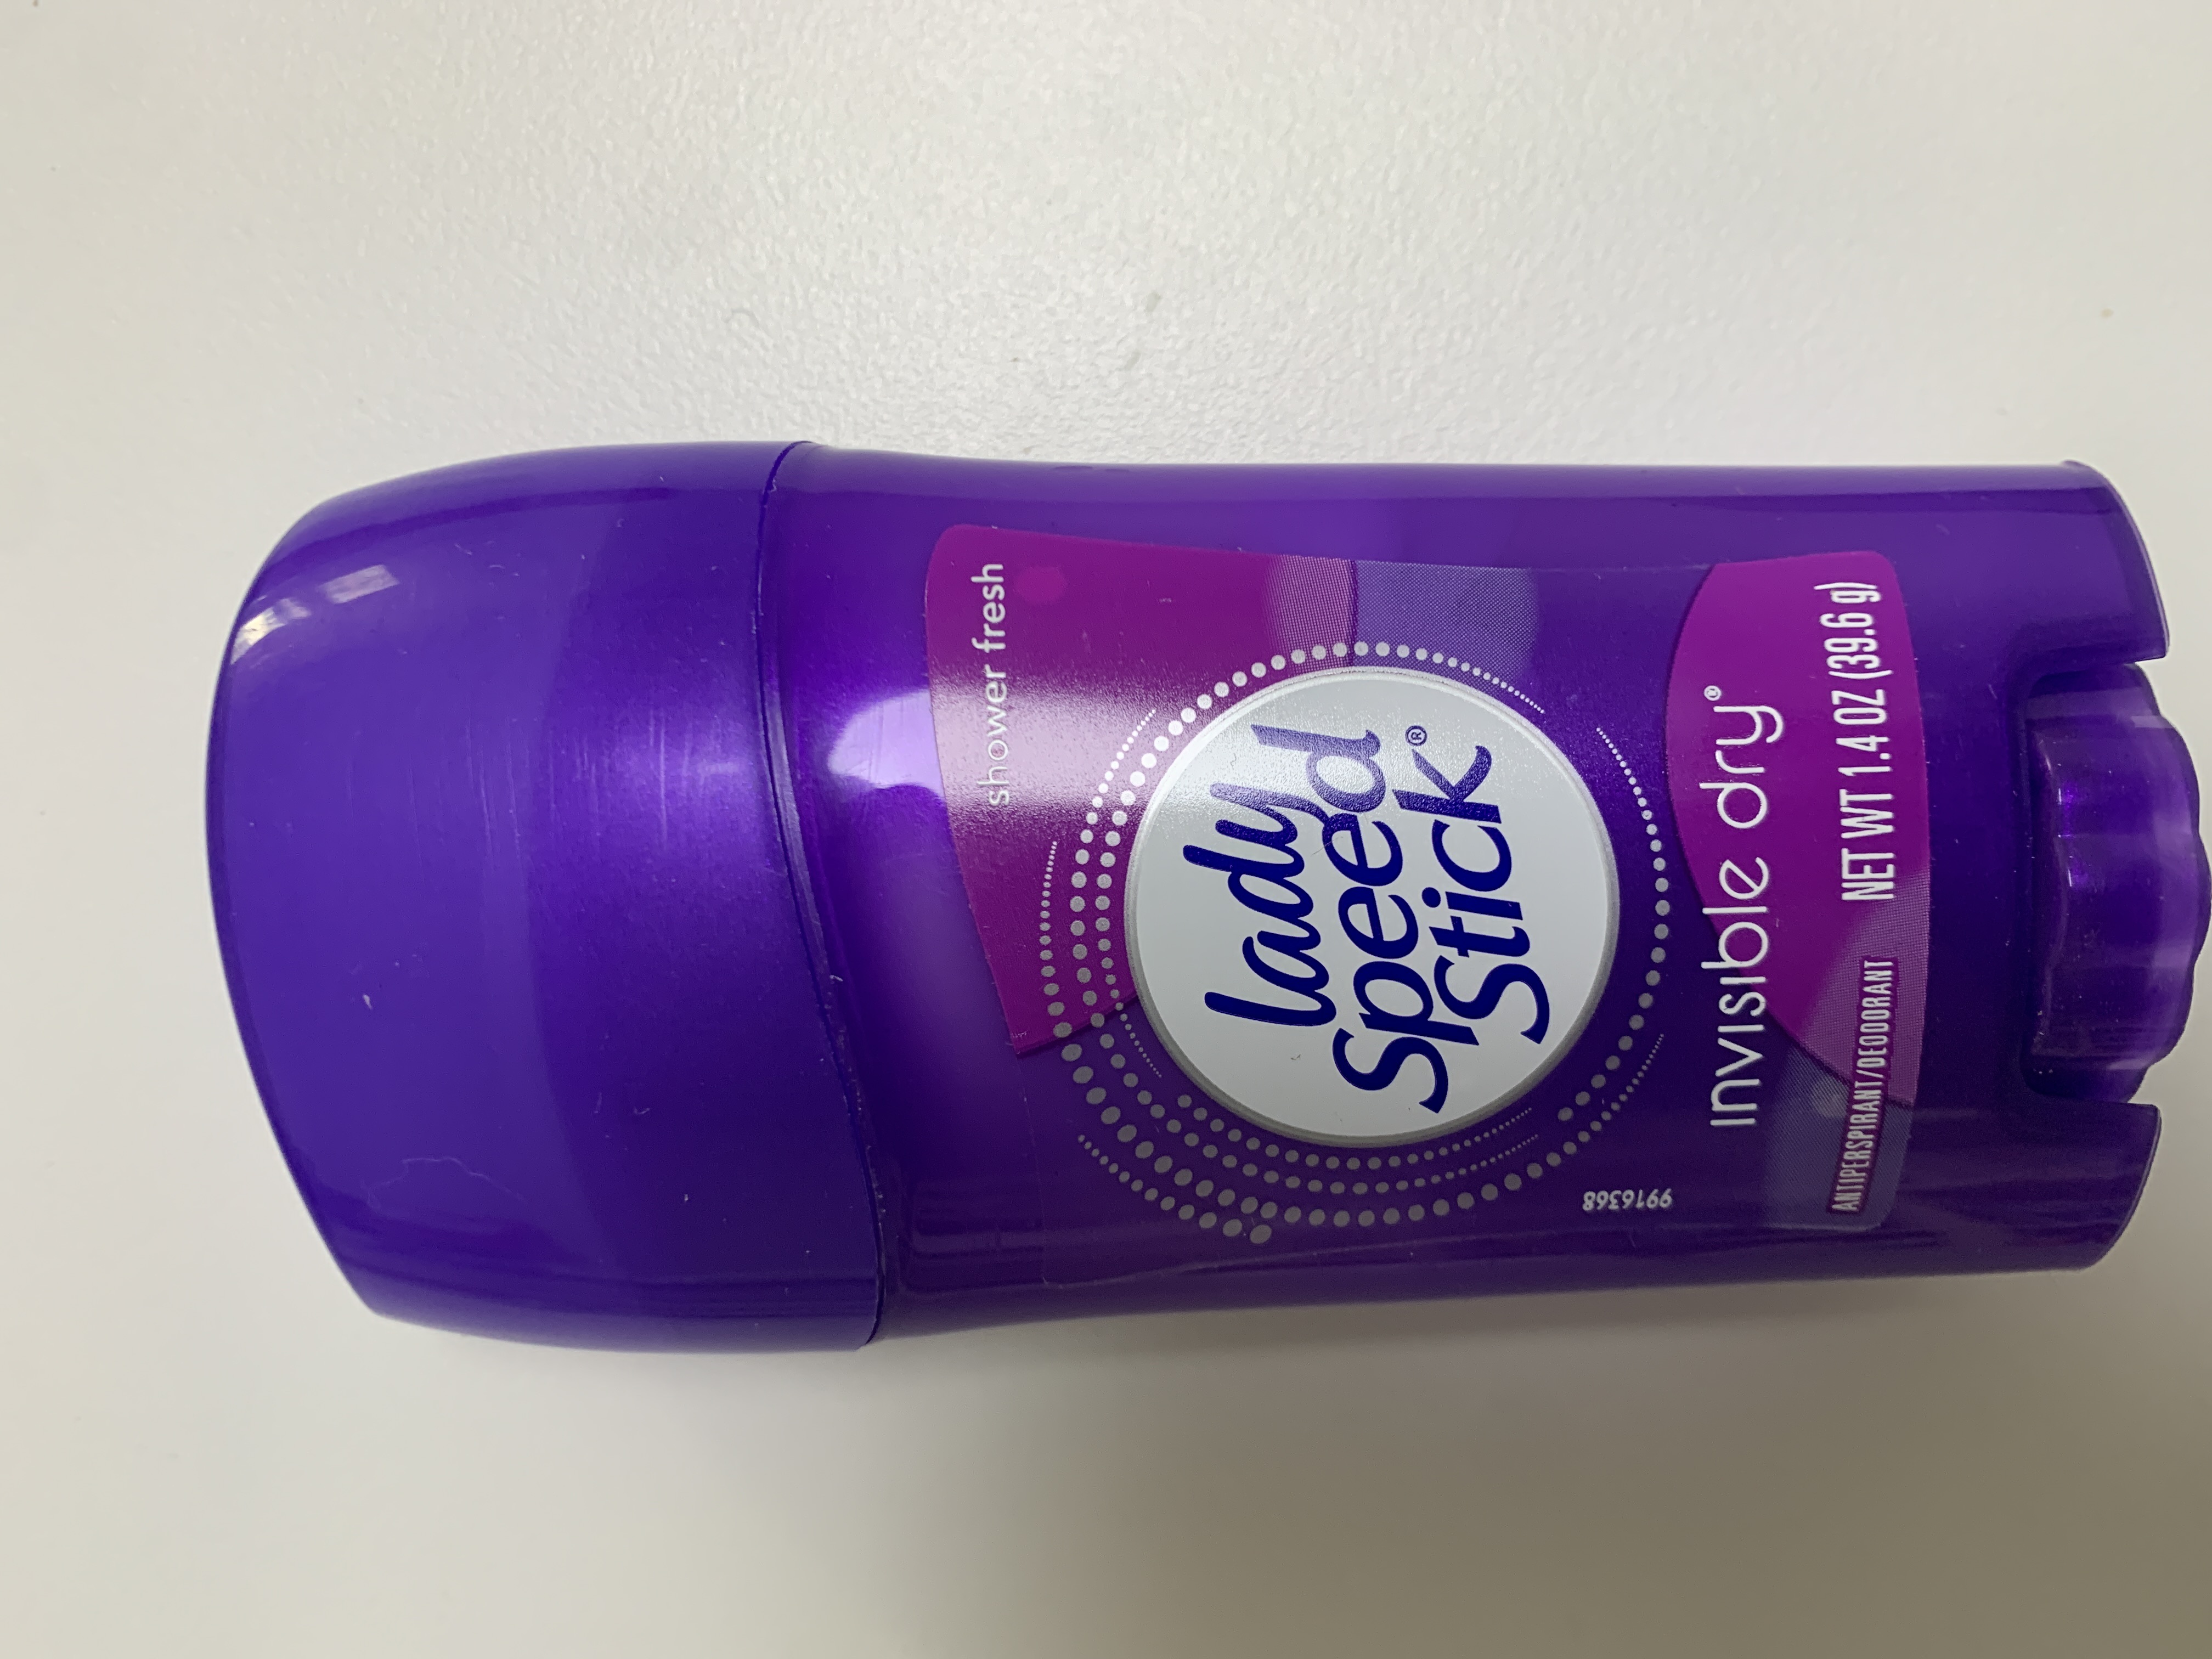 shower fresh
lady
speed
stick®
invisible dry®
ANTIPERSPIRANT/DEODORANT NET WT 1.4 OZ (39.6 g)
9916368